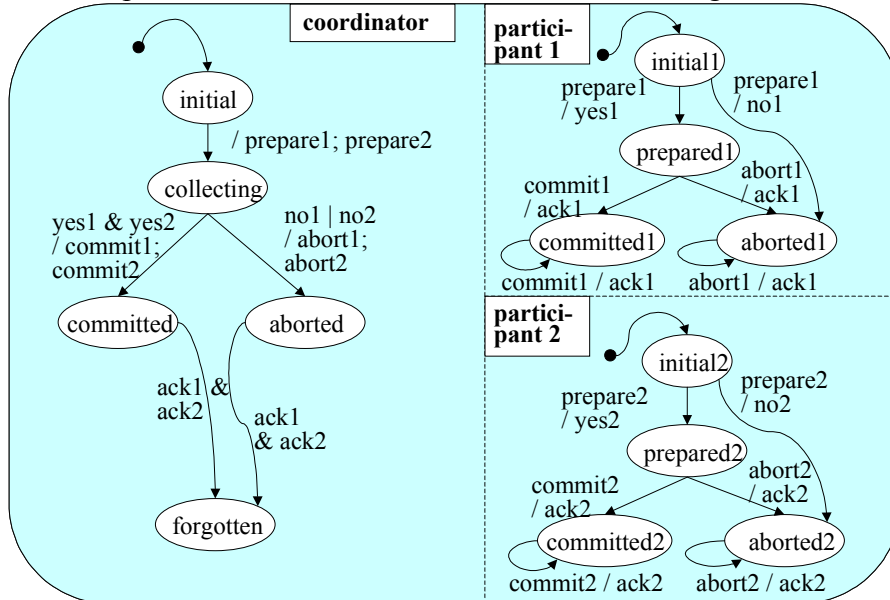 coordinator
initial
/ prepare1; prepare2
collecting
yes1 & yes2
/ commit1;
commit2
no1 | no2
/ abort1;
abort2
committed
aborted
ack1 &
ack2
ack1
& ack2
forgotten
partici-
pant 1
initial1
prepare1
/ yes1
prepare1
/ no1
prepared1
commit1
/ ack1
abort1
/ ack1
committed1
aborted1
commit1 / ack1
abort1 / ack1
partici-
pant 2
initial2
prepare2
/ yes2
prepare2
/ no2
prepared2
commit2
/ ack2
abort2
/ ack2
committed2
aborted2
commit2 / ack2
abort2 / ack2